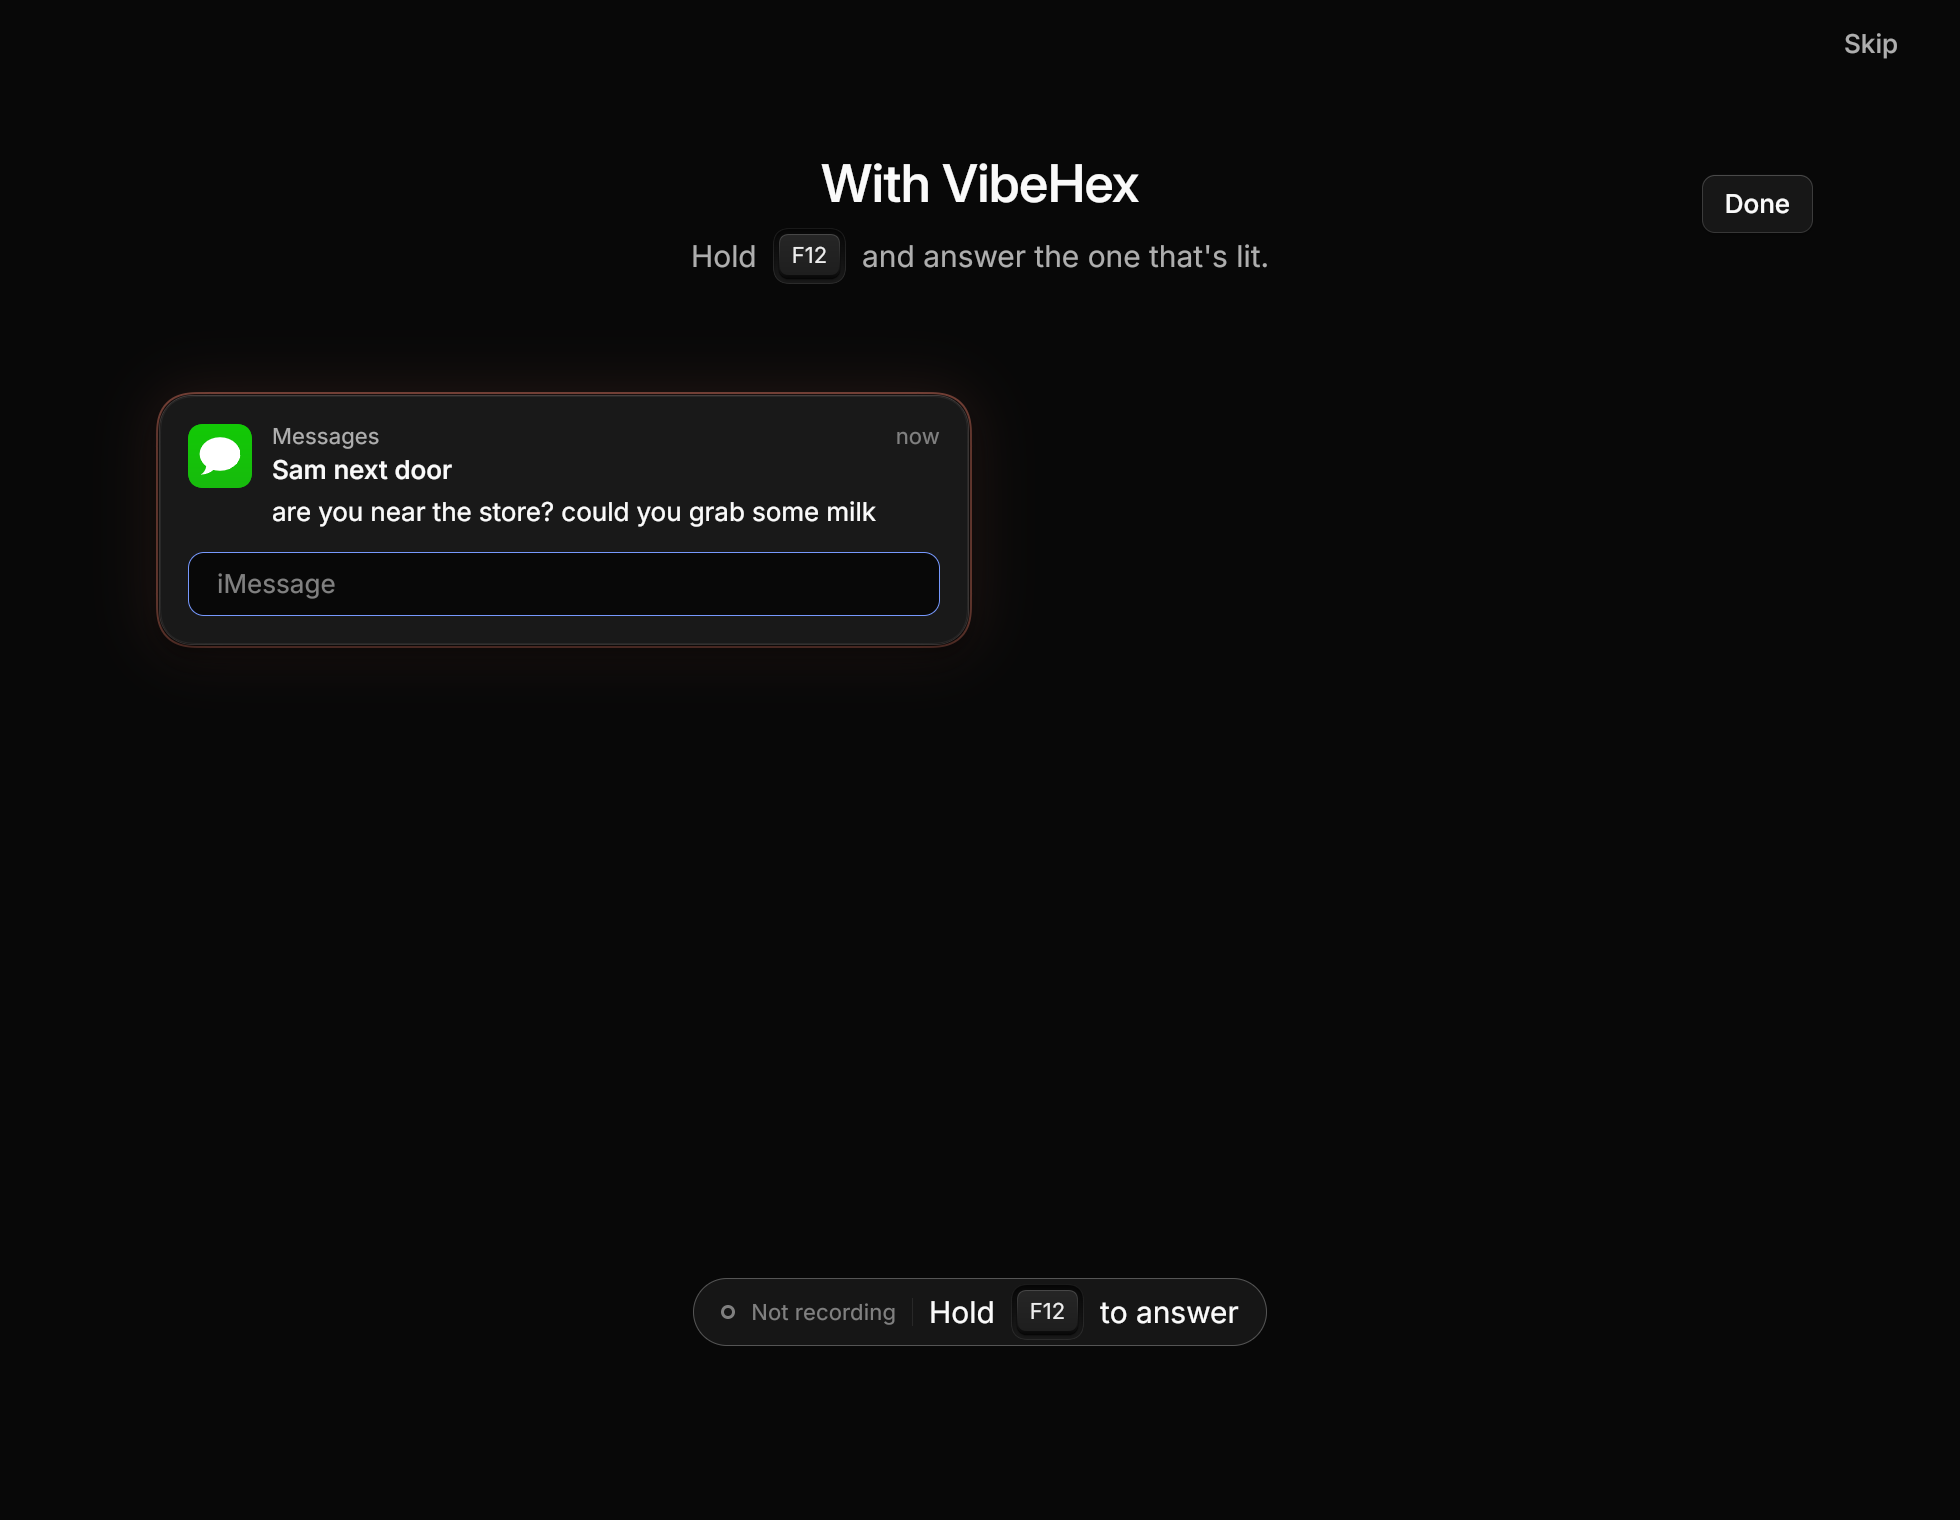 Skip
With VibeHex
Done
Hold F12 and answer the one that's lit.
Messages now
Sam next door
are you near the store? could you grab some milk
iMessage
Not recording Hold F12 to answer